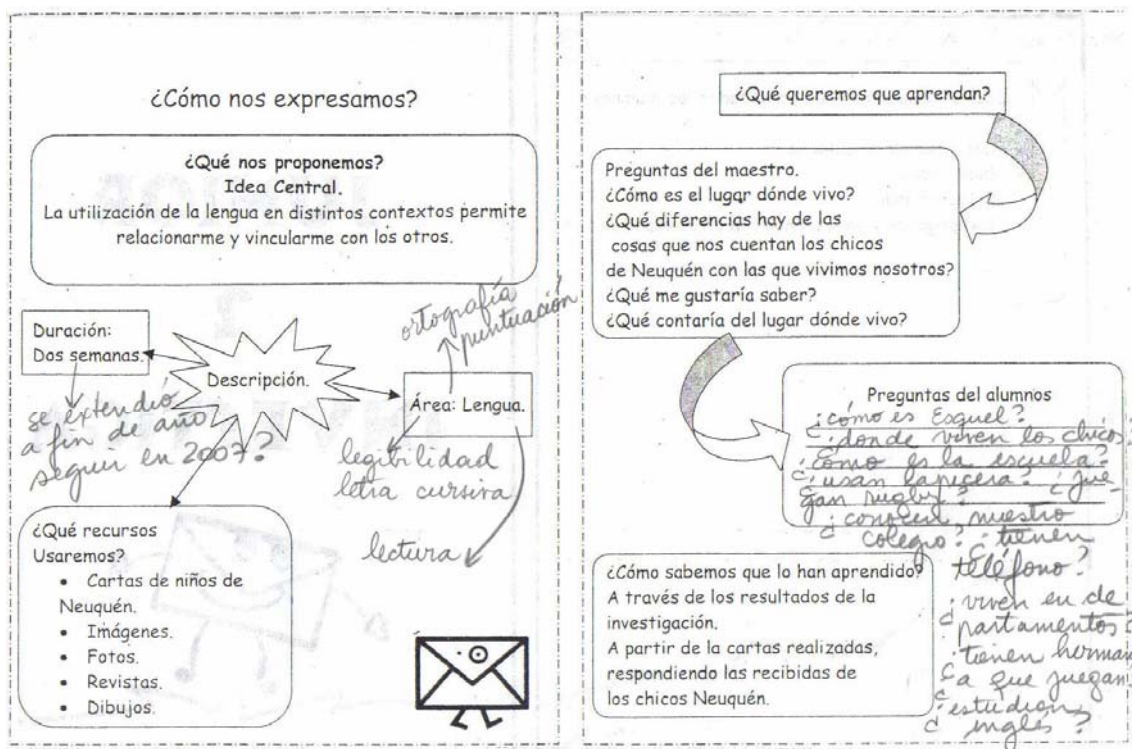 ¿Cómo nos expresamos?
¿Qué nos proponemos?
Idea Central.
La utilización de la lengua en distintos contextos permite
relacionarme y vincularme con los otros.
Duración:
Dos semanas.
se extendió
a fin de año
seguir en 2007?
Descripción.
Área: Lengua.
ortografía
puntuación
legibilidad
letra cursiva
lectura
¿Qué recursos
Usaremos?
• Cartas de niños de
Neuquén.
• Imágenes.
• Fotos.
• Revistas.
• Dibujos.
¿Qué queremos que aprendan?
Preguntas del maestro.
¿Cómo es el lugar dónde vivo?
¿Qué diferencias hay de las
cosas que nos cuentan los chicos
de Neuquén con las que vivimos nosotros?
¿Qué me gustaría saber?
¿Qué contaría del lugar dónde vivo?
Preguntas del alumnos
¿cómo es Esquel?
¿donde viven los chicos?
¿cómo es la escuela?
¿usan lapicera? ¿jue-
gan rugby?
¿conocen nuestro
colegio? ¿tienen
teléfono?
¿viven en de
partamentos?
¿tienen herman
¿a que juegan
¿estudian
inglés?
¿Cómo sabemos que lo han aprendido?
A través de los resultados de la
investigación.
A partir de la cartas realizadas,
respondiendo las recibidas de
los chicos Neuquén.